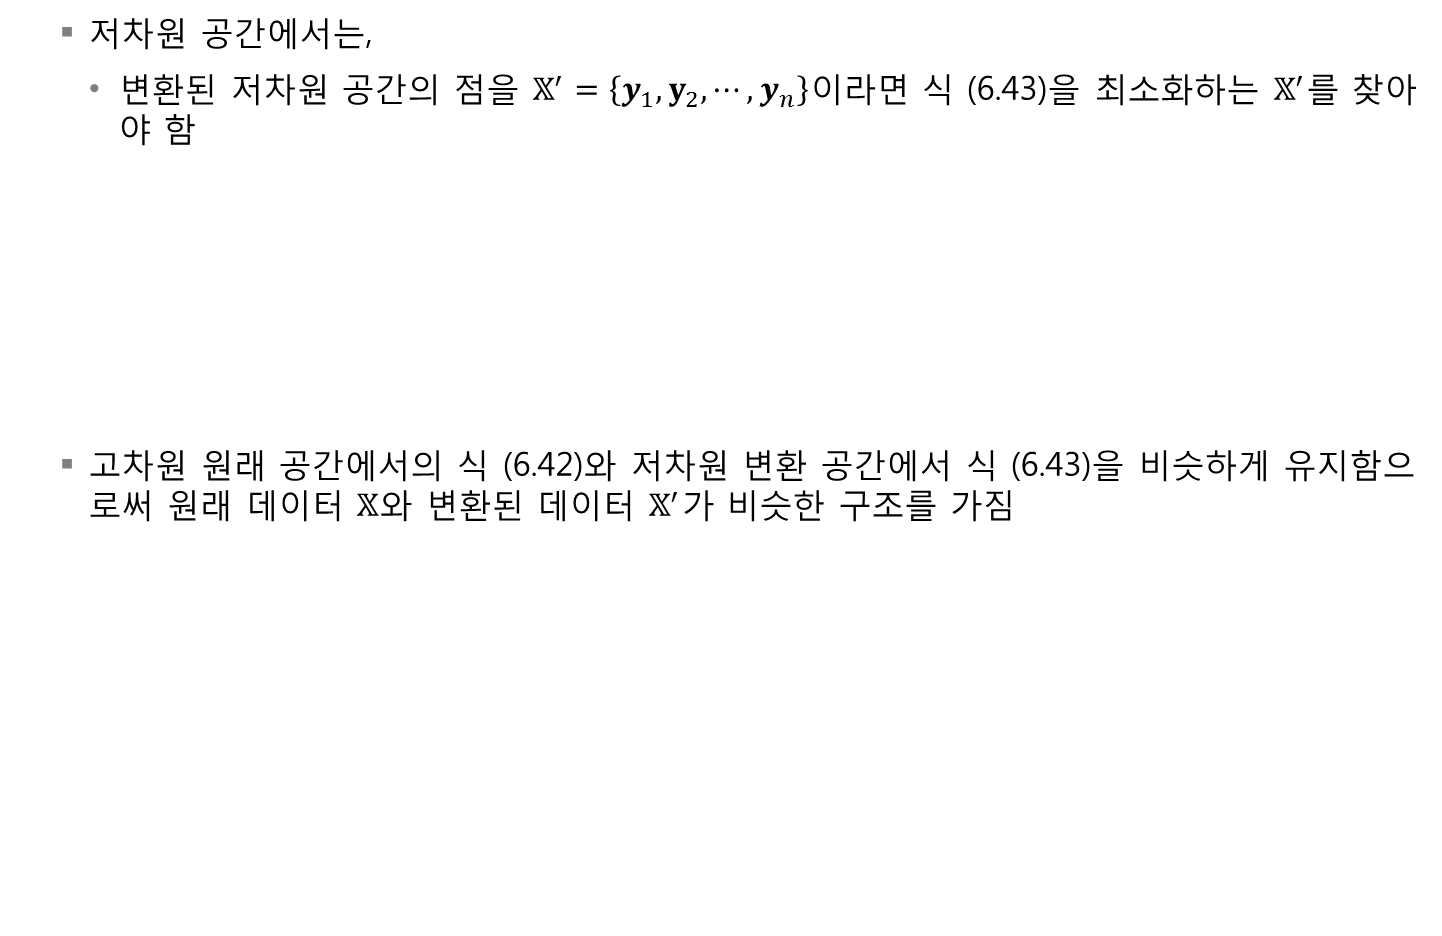 ▪ 저차원 공간에서는,
• 변환된 저차원 공간의 점을 𝕏′ = {𝒚₁, 𝐲₂, ⋯ , 𝒚ₙ}이라면 식 (6.43)을 최소화하는 𝕏′를 찾아
야 함
▪ 고차원 원래 공간에서의 식 (6.42)와 저차원 변환 공간에서 식 (6.43)을 비슷하게 유지함으
로써 원래 데이터 𝕏와 변환된 데이터 𝕏′가 비슷한 구조를 가짐